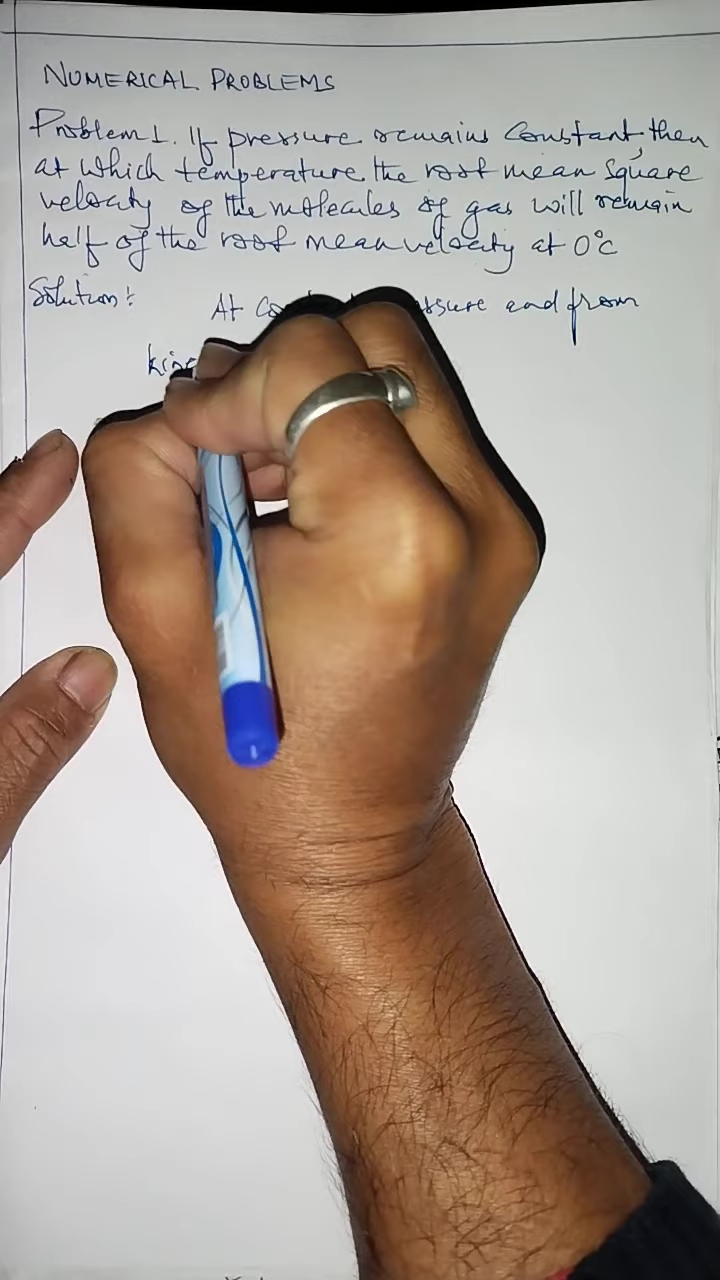 NUMERICAL PROBLEMS
Problem 1. If pressure remains Constant, then
at which temperature the root mean square
velocity of the molecules of gas will remain
half of the root mean velocity at 0°c
Solution: At and from